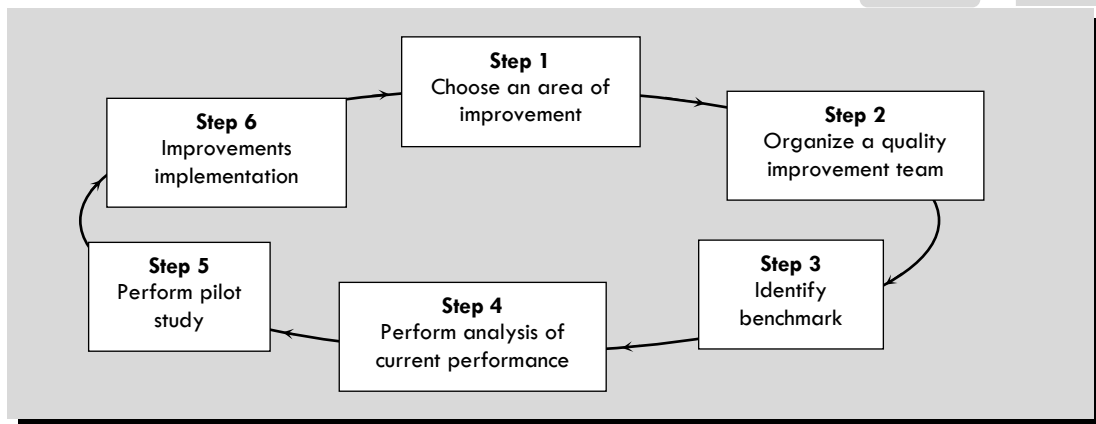 Step 1
Choose an area of
improvement
Step 2
Organize a quality
improvement team
Step 3
Identify
benchmark
Step 4
Perform analysis of
current performance
Step 5
Perform pilot
study
Step 6
Improvements
implementation